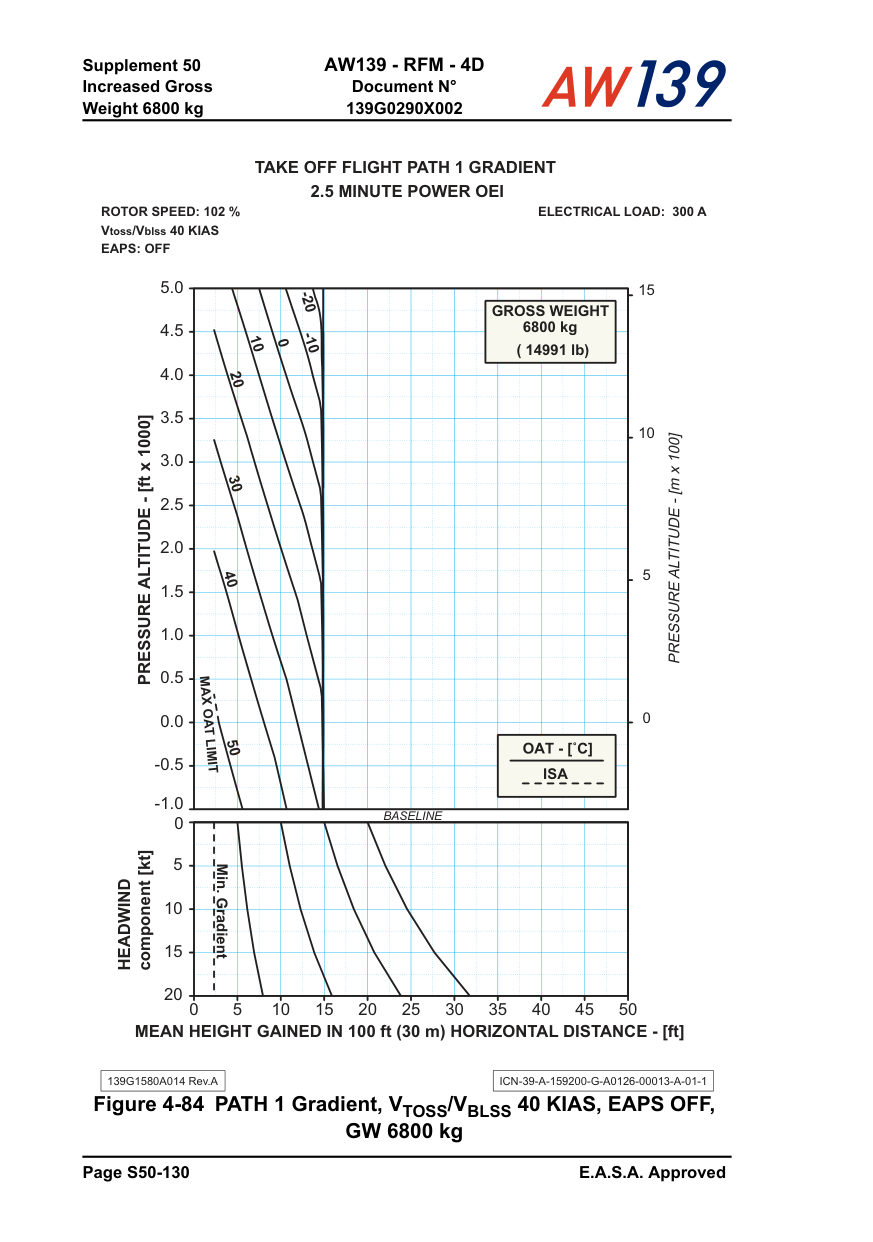 Supplement 50
Increased Gross
Weight 6800 kg
AW139 - RFM - 4D
Document N°
139G0290X002
AW139
TAKE OFF FLIGHT PATH 1 GRADIENT
2.5 MINUTE POWER OEI
ROTOR SPEED: 102 %
ELECTRICAL LOAD: 300 A
Vtoss/Vblss 40 KIAS
EAPS: OFF
PRESSURE ALTITUDE - [ft x 1000]
5.0
4.5
4.0
3.5
3.0
2.5
2.0
1.5
1.0
0.5
0.0
-0.5
-1.0
-20
-10
0
10
20
30
40
50
MAX OAT LIMIT
GROSS WEIGHT
6800 kg
( 14991 lb)
15
10
5
0
PRESSURE ALTITUDE - [m x 100]
OAT - [°C]
ISA
BASELINE
HEADWIND
component [kt]
0
5
10
15
20
Min. Gradient
0 5 10 15 20 25 30 35 40 45 50
MEAN HEIGHT GAINED IN 100 ft (30 m) HORIZONTAL DISTANCE - [ft]
139G1580A014 Rev.A
ICN-39-A-159200-G-A0126-00013-A-01-1
Figure 4-84 PATH 1 Gradient, VTOSS/VBLSS 40 KIAS, EAPS OFF,
GW 6800 kg
Page S50-130
E.A.S.A. Approved